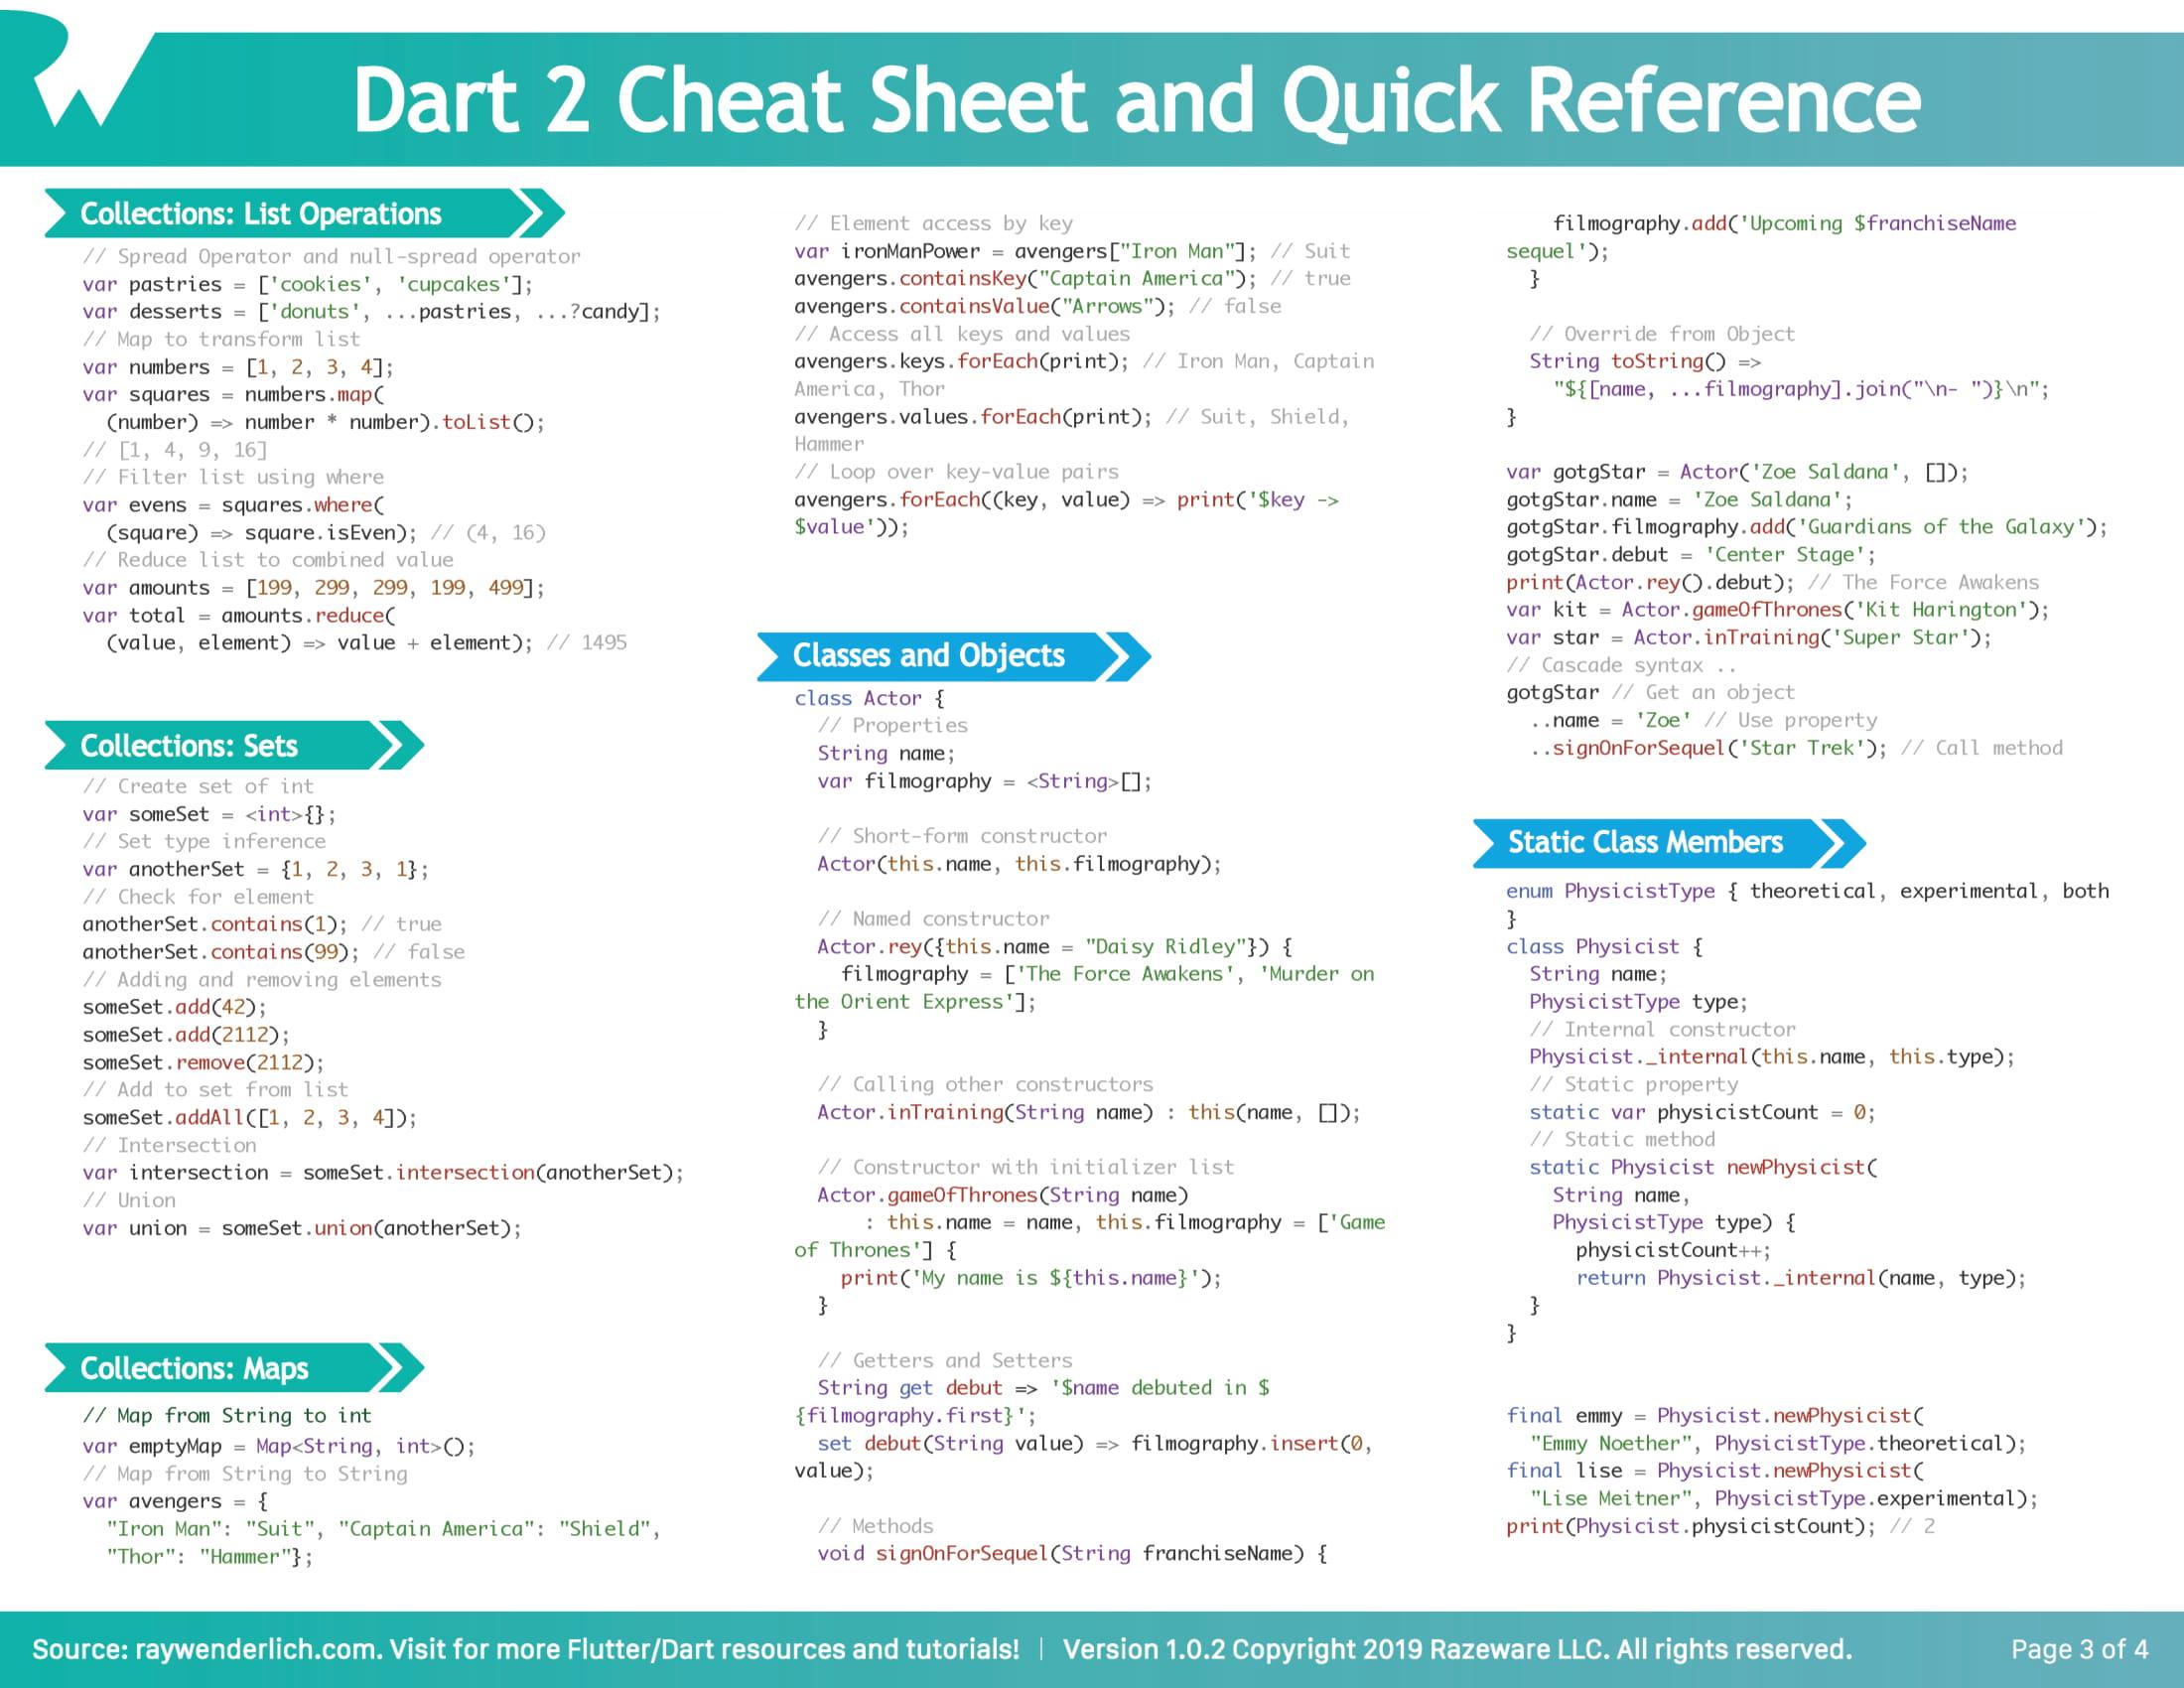 Dart 2 Cheat Sheet and Quick Reference
Collections: List Operations
// Spread Operator and null-spread operator
var pastries = ['cookies', 'cupcakes'];
var desserts = ['donuts', ...pastries, ...?candy];
// Map to transform list
var numbers = [1, 2, 3, 4];
var squares = numbers.map(
  (number) => number * number).toList();
// [1, 4, 9, 16]
// Filter list using where
var evens = squares.where(
  (square) => square.isEven); // (4, 16)
// Reduce list to combined value
var amounts = [199, 299, 299, 199, 499];
var total = amounts.reduce(
  (value, element) => value + element); // 1495
Collections: Sets
// Create set of int
var someSet = <int>{};
// Set type inference
var anotherSet = {1, 2, 3, 1};
// Check for element
anotherSet.contains(1); // true
anotherSet.contains(99); // false
// Adding and removing elements
someSet.add(42);
someSet.add(2112);
someSet.remove(2112);
// Add to set from list
someSet.addAll([1, 2, 3, 4]);
// Intersection
var intersection = someSet.intersection(anotherSet);
// Union
var union = someSet.union(anotherSet);
Collections: Maps
// Map from String to int
var emptyMap = Map<String, int>();
// Map from String to String
var avengers = {
  "Iron Man": "Suit", "Captain America": "Shield",
  "Thor": "Hammer"};
// Element access by key
var ironManPower = avengers["Iron Man"]; // Suit
avengers.containsKey("Captain America"); // true
avengers.containsValue("Arrows"); // false
// Access all keys and values
avengers.keys.forEach(print); // Iron Man, Captain
America, Thor
avengers.values.forEach(print); // Suit, Shield,
Hammer
// Loop over key-value pairs
avengers.forEach((key, value) => print('$key ->
$value'));
Classes and Objects
class Actor {
  // Properties
  String name;
  var filmography = <String>[];
  // Short-form constructor
  Actor(this.name, this.filmography);
  // Named constructor
  Actor.rey({this.name = "Daisy Ridley"}) {
    filmography = ['The Force Awakens', 'Murder on
the Orient Express'];
  }
  // Calling other constructors
  Actor.inTraining(String name) : this(name, []);
  // Constructor with initializer list
  Actor.gameOfThrones(String name)
      : this.name = name, this.filmography = ['Game
of Thrones'] {
    print('My name is ${this.name}');
  }
  // Getters and Setters
  String get debut => '$name debuted in $
{filmography.first}';
  set debut(String value) => filmography.insert(0,
value);
  // Methods
  void signOnForSequel(String franchiseName) {
    filmography.add('Upcoming $franchiseName
sequel');
  }
  // Override from Object
  String toString() =>
    "${[name, ...filmography].join("\n- ")}\n";
}
var gotgStar = Actor('Zoe Saldana', []);
gotgStar.name = 'Zoe Saldana';
gotgStar.filmography.add('Guardians of the Galaxy');
gotgStar.debut = 'Center Stage';
print(Actor.rey().debut); // The Force Awakens
var kit = Actor.gameOfThrones('Kit Harington');
var star = Actor.inTraining('Super Star');
// Cascade syntax ..
gotgStar // Get an object
  ..name = 'Zoe' // Use property
  ..signOnForSequel('Star Trek'); // Call method
Static Class Members
enum PhysicistType { theoretical, experimental, both
}
class Physicist {
  String name;
  PhysicistType type;
  // Internal constructor
  Physicist._internal(this.name, this.type);
  // Static property
  static var physicistCount = 0;
  // Static method
  static Physicist newPhysicist(
    String name,
    PhysicistType type) {
      physicistCount++;
      return Physicist._internal(name, type);
  }
}
final emmy = Physicist.newPhysicist(
  "Emmy Noether", PhysicistType.theoretical);
final lise = Physicist.newPhysicist(
  "Lise Meitner", PhysicistType.experimental);
print(Physicist.physicistCount); // 2
Source: raywenderlich.com. Visit for more Flutter/Dart resources and tutorials! | Version 1.0.2 Copyright 2019 Razeware LLC. All rights reserved.
Page 3 of 4